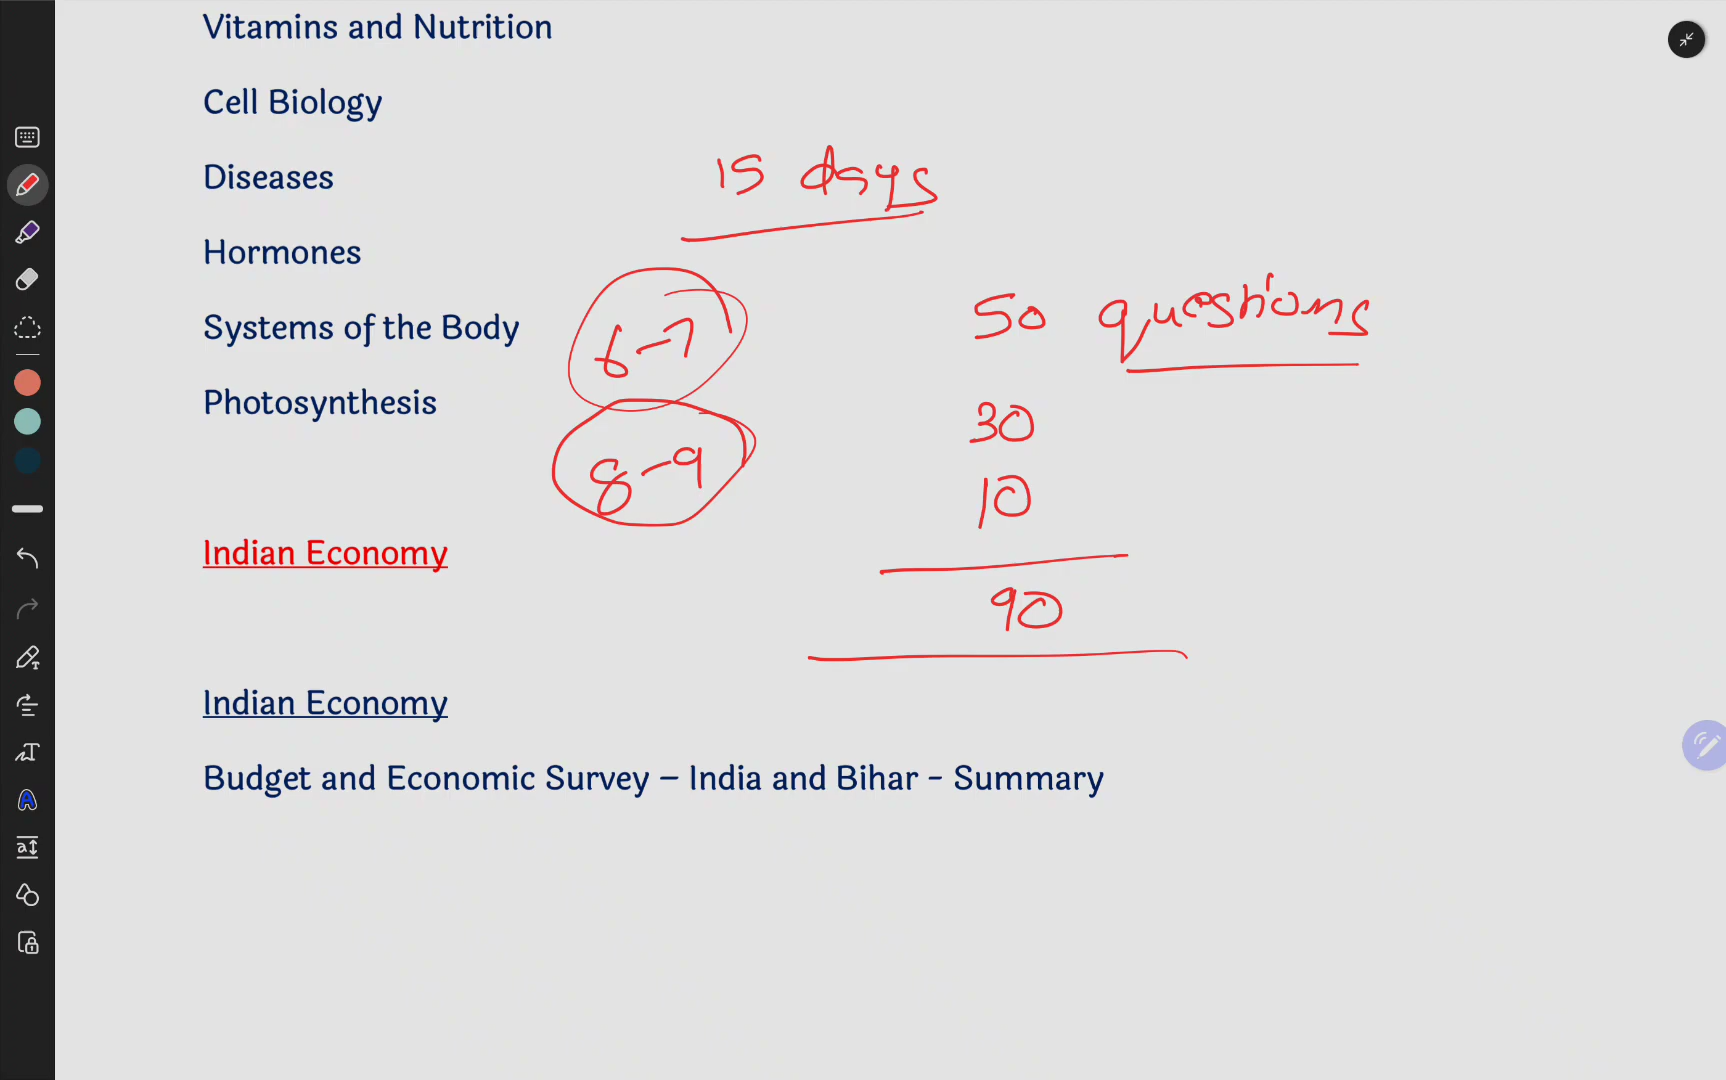 Vitamins and Nutrition
Cell Biology
Diseases
15 days
Hormones
50 questions
Systems of the Body
6-7
Photosynthesis
30
8-9
10
Indian Economy
90
Indian Economy
Budget and Economic Survey – India and Bihar - Summary